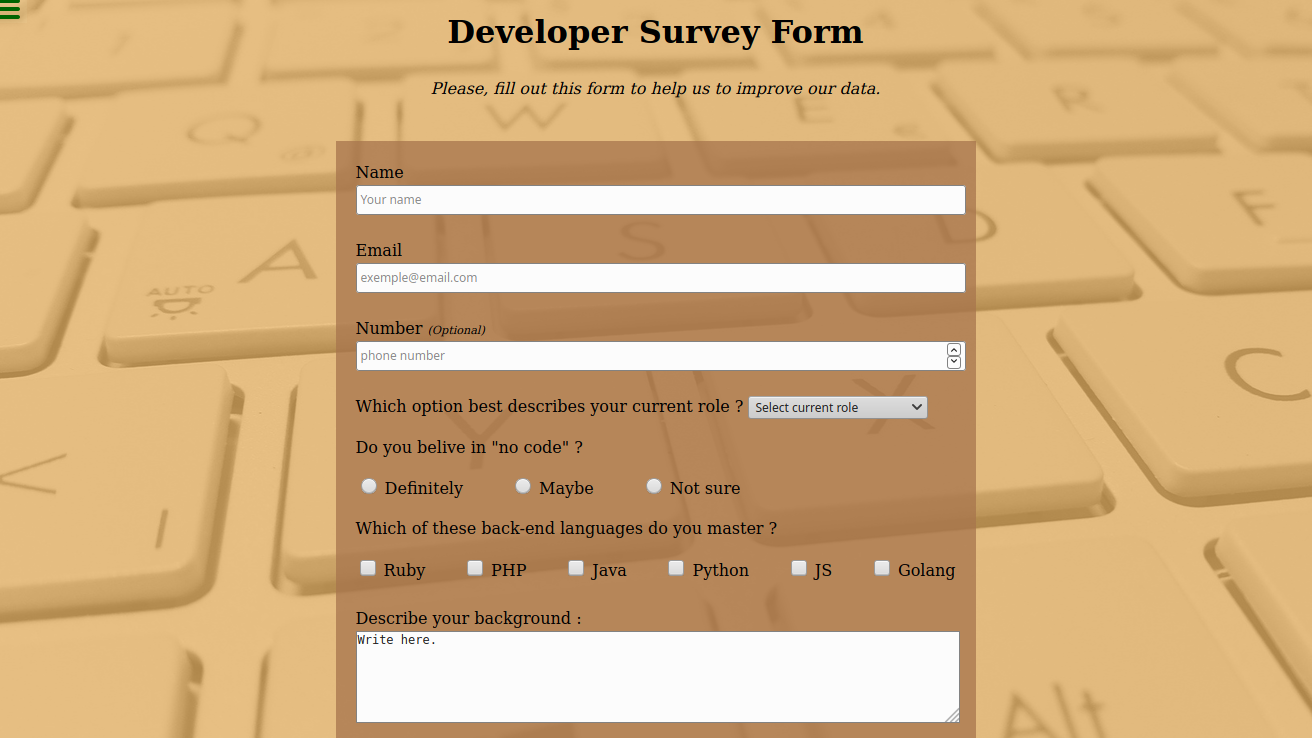 Developer Survey Form
Please, fill out this form to help us to improve our data.
Q
W
E
R
Name
Your name
A
S
D
F
AUTO
Email
exemple@email.com
Number (Optional)
phone number
Which option best describes your current role ? Select current role
Y
X
C
Do you belive in "no code" ?
Definitely Maybe Not sure
Which of these back-end languages do you master ?
Ruby PHP Java Python JS Golang
Describe your background :
Write here.
Alt